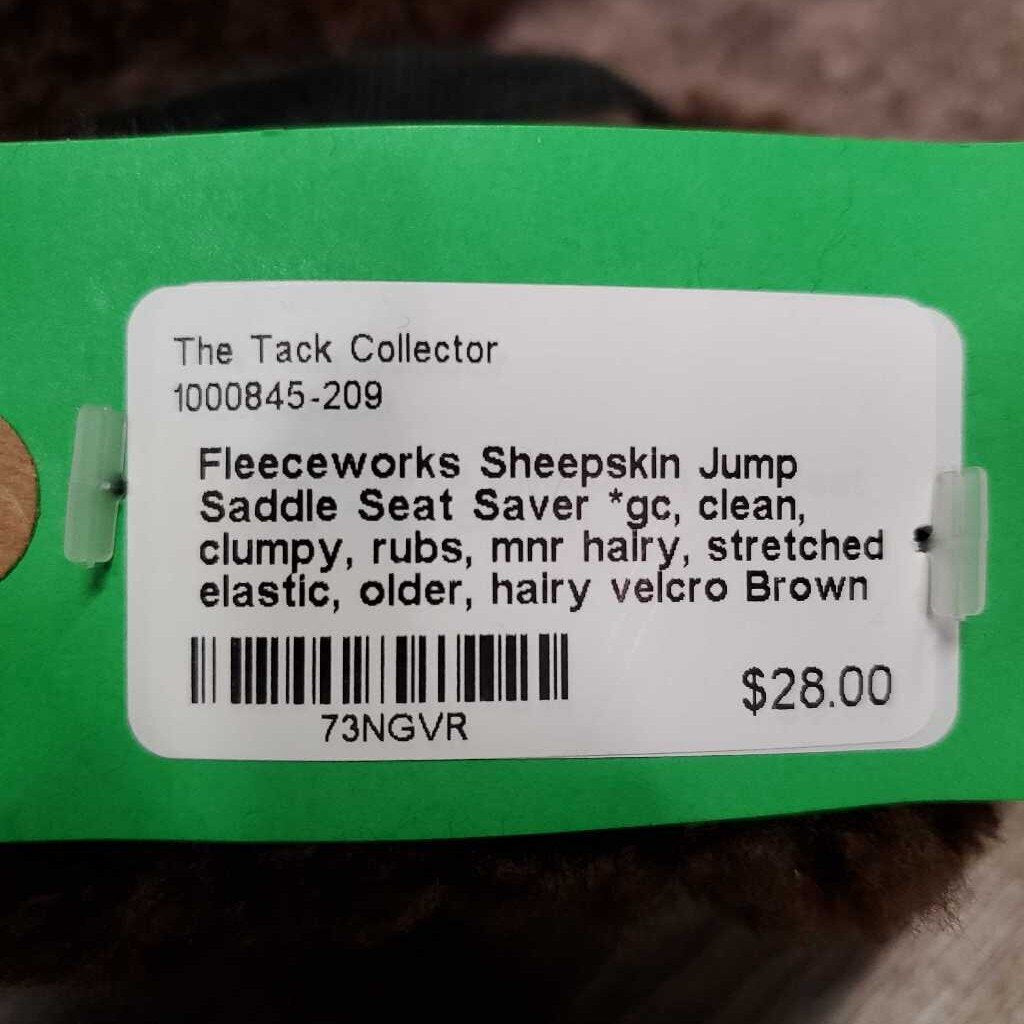 The Tack Collector
1000845-209
Fleeceworks Sheepskin Jump
Saddle Seat Saver *gc, clean,
clumpy, rubs, mnr hairy, stretched
elastic, older, hairy velcro Brown
73NGVR
$28.00